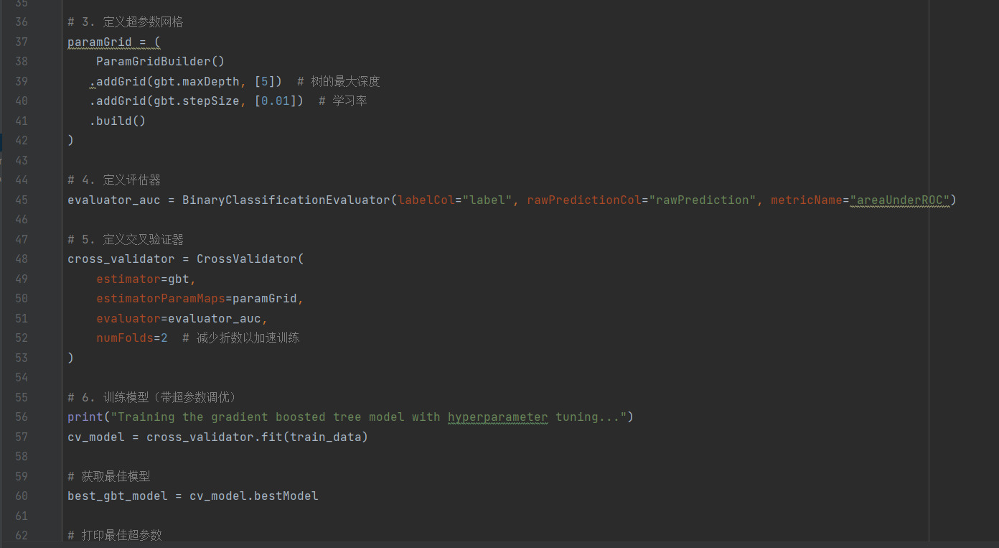 35
36 # 3. 定义超参数网格
37 paramGrid = (
38 ParamGridBuilder()
39 .addGrid(gbt.maxDepth, [5])  # 树的最大深度
40 .addGrid(gbt.stepSize, [0.01])  # 学习率
41 .build()
42 )
43
44 # 4. 定义评估器
45 evaluator_auc = BinaryClassificationEvaluator(labelCol="label", rawPredictionCol="rawPrediction", metricName="areaUnderROC")
46
47 # 5. 定义交叉验证器
48 cross_validator = CrossValidator(
49 estimator=gbt,
50 estimatorParamMaps=paramGrid,
51 evaluator=evaluator_auc,
52 numFolds=2  # 减少折数以加速训练
53 )
54
55 # 6. 训练模型（带超参数调优）
56 print("Training the gradient boosted tree model with hyperparameter tuning...")
57 cv_model = cross_validator.fit(train_data)
58
59 # 获取最佳模型
60 best_gbt_model = cv_model.bestModel
61
62 # 打印最佳超参数